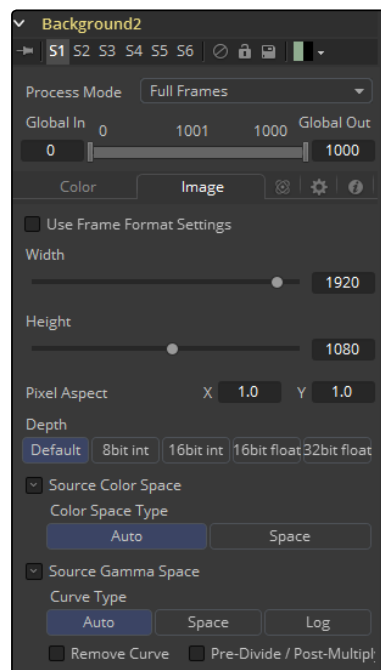 Background2
S1 S2 S3 S4 S5 S6
Process Mode Full Frames
Global In 0 1001 1000 Global Out
0 1000
Color Image
Use Frame Format Settings
Width
1920
Height
1080
Pixel Aspect X 1.0 Y 1.0
Depth
Default 8bit int 16bit int 16bit float 32bit float
Source Color Space
Color Space Type
Auto Space
Source Gamma Space
Curve Type
Auto Space Log
Remove Curve Pre-Divide / Post-Multipl